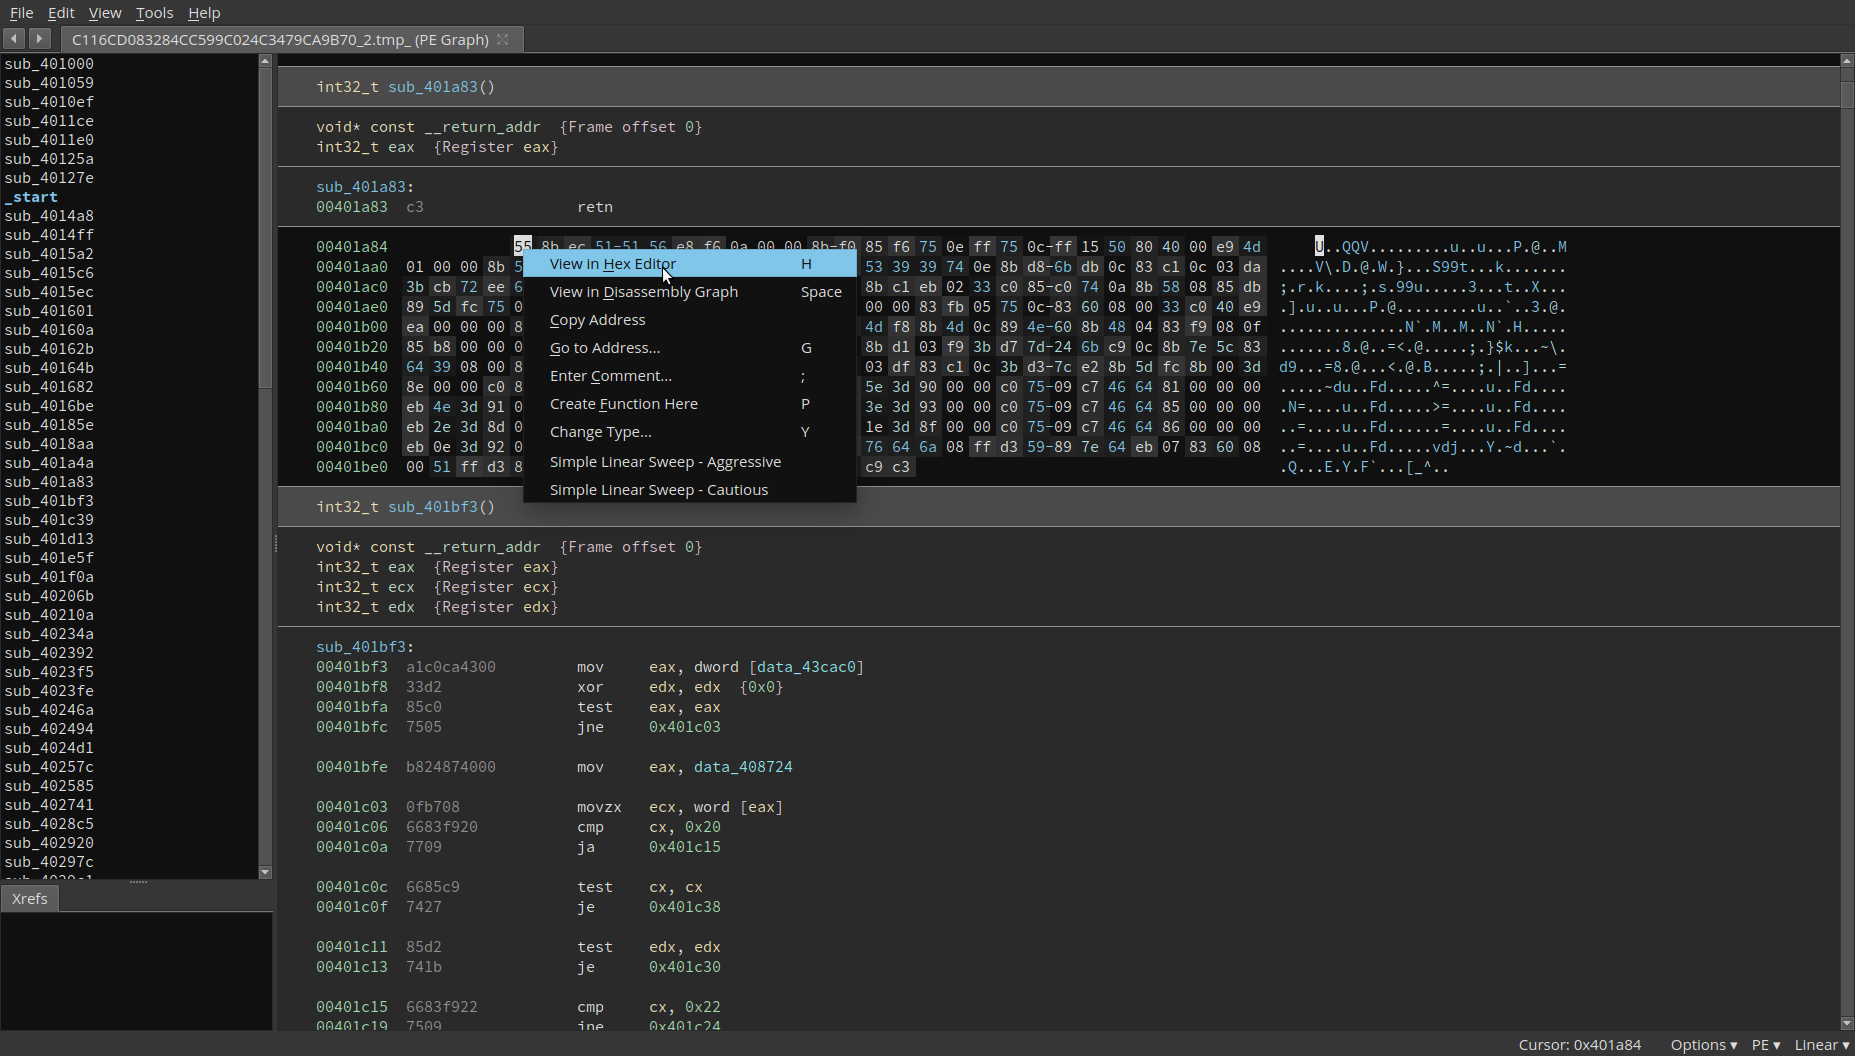 File Edit View Tools Help
C116CD083284CC599C024C3479CA9B70_2.tmp_ (PE Graph)
sub_401000
sub_401059
sub_4010ef
sub_4011ce
sub_4011e0
sub_40125a
sub_40127e
_start
sub_4014a8
sub_4014ff
sub_4015a2
sub_4015c6
sub_4015ec
sub_401601
sub_40160a
sub_40162b
sub_40164b
sub_401682
sub_4016be
sub_40185e
sub_4018aa
sub_401a4a
sub_401a83
sub_401bf3
sub_401c39
sub_401d13
sub_401e5f
sub_401f0a
sub_40206b
sub_40210a
sub_40234a
sub_402392
sub_4023f5
sub_4023fe
sub_40246a
sub_402494
sub_4024d1
sub_40257c
sub_402585
sub_402741
sub_4028c5
sub_402920
sub_40297c
Xrefs
int32_t sub_401a83()
void* const __return_addr {Frame offset 0}
int32_t eax {Register eax}
sub_401a83:
00401a83 c3 retn
00401a84 55 8b ec 51-51 56 e8 f6 0a 00 00 8b-f0 85 f6 75 0e ff 75 0c-ff 15 50 80 40 00 e9 4d U..QQV.........u..u...P.@..M
00401aa0 01 00 00 8b 5 53 39 39 74 0e 8b d8-6b db 0c 83 c1 0c 03 da ....V\.D.@.W.}...S99t...k.......
00401ac0 3b cb 72 ee 6 8b c1 eb 02 33 c0 85-c0 74 0a 8b 58 08 85 db ;.r.k....;.s.99u.....3...t..X...
00401ae0 89 5d fc 75 0 00 00 83 fb 05 75 0c-83 60 08 00 33 c0 40 e9 .].u..u...P.@.........u..`..3.@.
00401b00 ea 00 00 00 8 4d f8 8b 4d 0c 89 4e-60 8b 48 04 83 f9 08 0f ..............N`.M..M..N`.H.....
00401b20 85 b8 00 00 0 8b d1 03 f9 3b d7 7d-24 6b c9 0c 8b 7e 5c 83 .......8.@..=<.@.....;.}$k...~\.
00401b40 64 39 08 00 8 03 df 83 c1 0c 3b d3-7c e2 8b 5d fc 8b 00 3d d9...=8.@...<.@.B.....;.|..]...=
00401b60 8e 00 00 c0 8 5e 3d 90 00 00 c0 75-09 c7 46 64 81 00 00 00 .....~du..Fd.....^=....u..Fd....
00401b80 eb 4e 3d 91 0 3e 3d 93 00 00 c0 75-09 c7 46 64 85 00 00 00 .N=....u..Fd.....>=....u..Fd....
00401ba0 eb 2e 3d 8d 0 1e 3d 8f 00 00 c0 75-09 c7 46 64 86 00 00 00 ..=....u..Fd......=....u..Fd....
00401bc0 eb 0e 3d 92 0 76 64 6a 08 ff d3 59-89 7e 64 eb 07 83 60 08 ..=....u..Fd.....vdj...Y.~d...`.
00401be0 00 51 ff d3 8 c9 c3 .Q...E.Y.F`...[_^..
View in Hex Editor H
View in Disassembly Graph Space
Copy Address
Go to Address... G
Enter Comment... ;
Create Function Here P
Change Type... Y
Simple Linear Sweep - Aggressive
Simple Linear Sweep - Cautious
int32_t sub_401bf3()
void* const __return_addr {Frame offset 0}
int32_t eax {Register eax}
int32_t ecx {Register ecx}
int32_t edx {Register edx}
sub_401bf3:
00401bf3 a1c0ca4300 mov eax, dword [data_43cac0]
00401bf8 33d2 xor edx, edx {0x0}
00401bfa 85c0 test eax, eax
00401bfc 7505 jne 0x401c03
00401bfe b824874000 mov eax, data_408724
00401c03 0fb708 movzx ecx, word [eax]
00401c06 6683f920 cmp cx, 0x20
00401c0a 7709 ja 0x401c15
00401c0c 6685c9 test cx, cx
00401c0f 7427 je 0x401c38
00401c11 85d2 test edx, edx
00401c13 741b je 0x401c30
00401c15 6683f922 cmp cx, 0x22
00401c19 7509 jne 0x401c24
Cursor: 0x401a84 Options ▾ PE ▾ Linear ▾